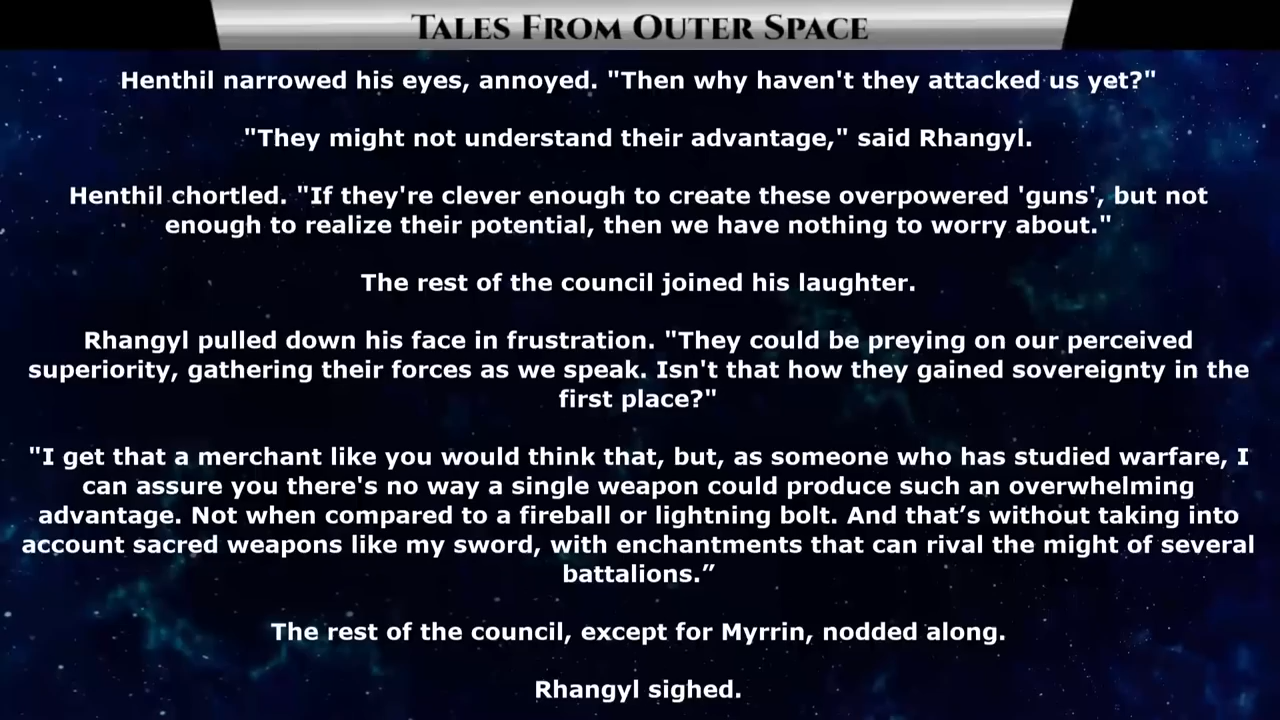 Tales From Outer Space
Henthil narrowed his eyes, annoyed. "Then why haven't they attacked us yet?"
"They might not understand their advantage," said Rhangyl.
Henthil chortled. "If they're clever enough to create these overpowered 'guns', but not
enough to realize their potential, then we have nothing to worry about."
The rest of the council joined his laughter.
Rhangyl pulled down his face in frustration. "They could be preying on our perceived
superiority, gathering their forces as we speak. Isn't that how they gained sovereignty in the
first place?"
"I get that a merchant like you would think that, but, as someone who has studied warfare, I
can assure you there's no way a single weapon could produce such an overwhelming
advantage. Not when compared to a fireball or lightning bolt. And that’s without taking into
account sacred weapons like my sword, with enchantments that can rival the might of several
battalions.”
The rest of the council, except for Myrrin, nodded along.
Rhangyl sighed.